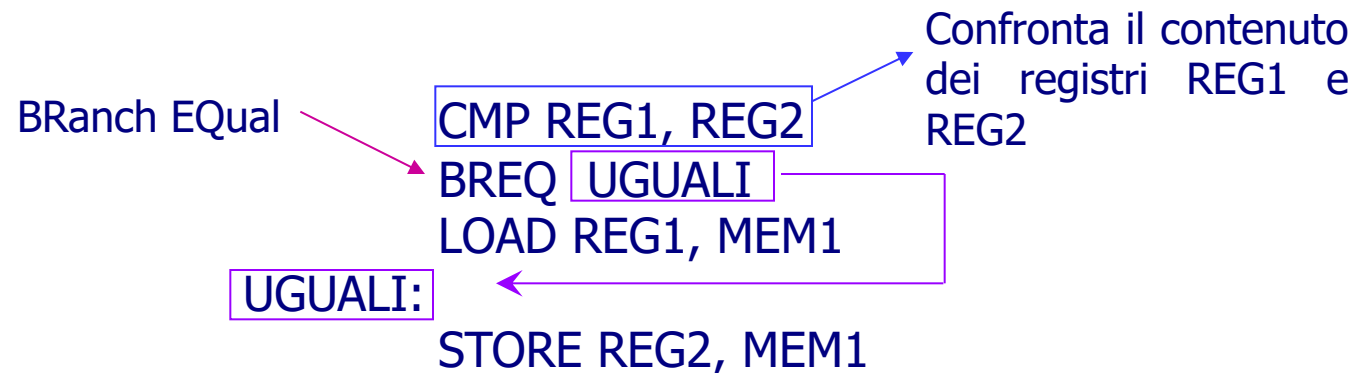 Confronta il contenuto
dei registri REG1 e
REG2
BRanch EQual
CMP REG1, REG2
BREQ UGUALI
LOAD REG1, MEM1
UGUALI:
STORE REG2, MEM1